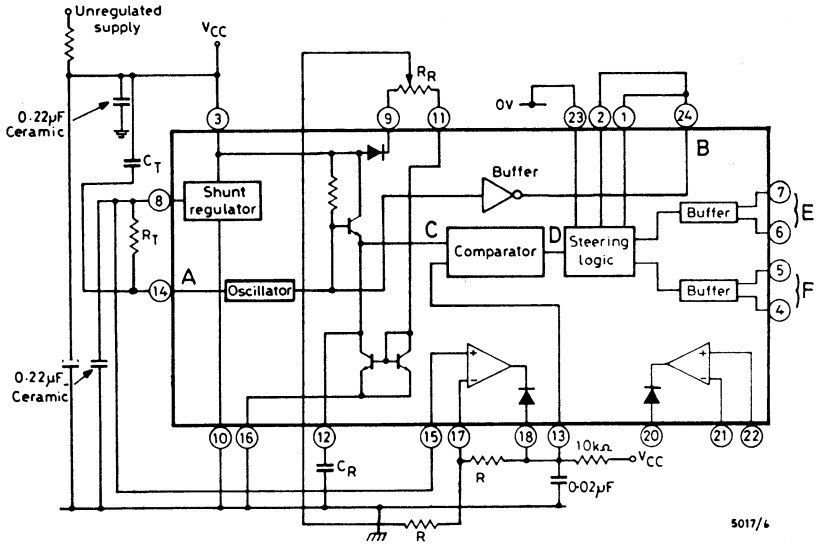 Unregulated
supply
VCC
RR
0.22µF
Ceramic
0V
3
9
11
23
2
1
24
CT
B
8
Shunt
regulator
Buffer
RT
C
D
7
Buffer
E
6
A
14
Oscillator
Comparator
Steering
logic
5
Buffer
F
4
+
−
+
−
0.22µF
Ceramic
10
16
12
15
17
18
13
20
21
22
CR
R
10kΩ
VCC
0.02µF
R
5017/6